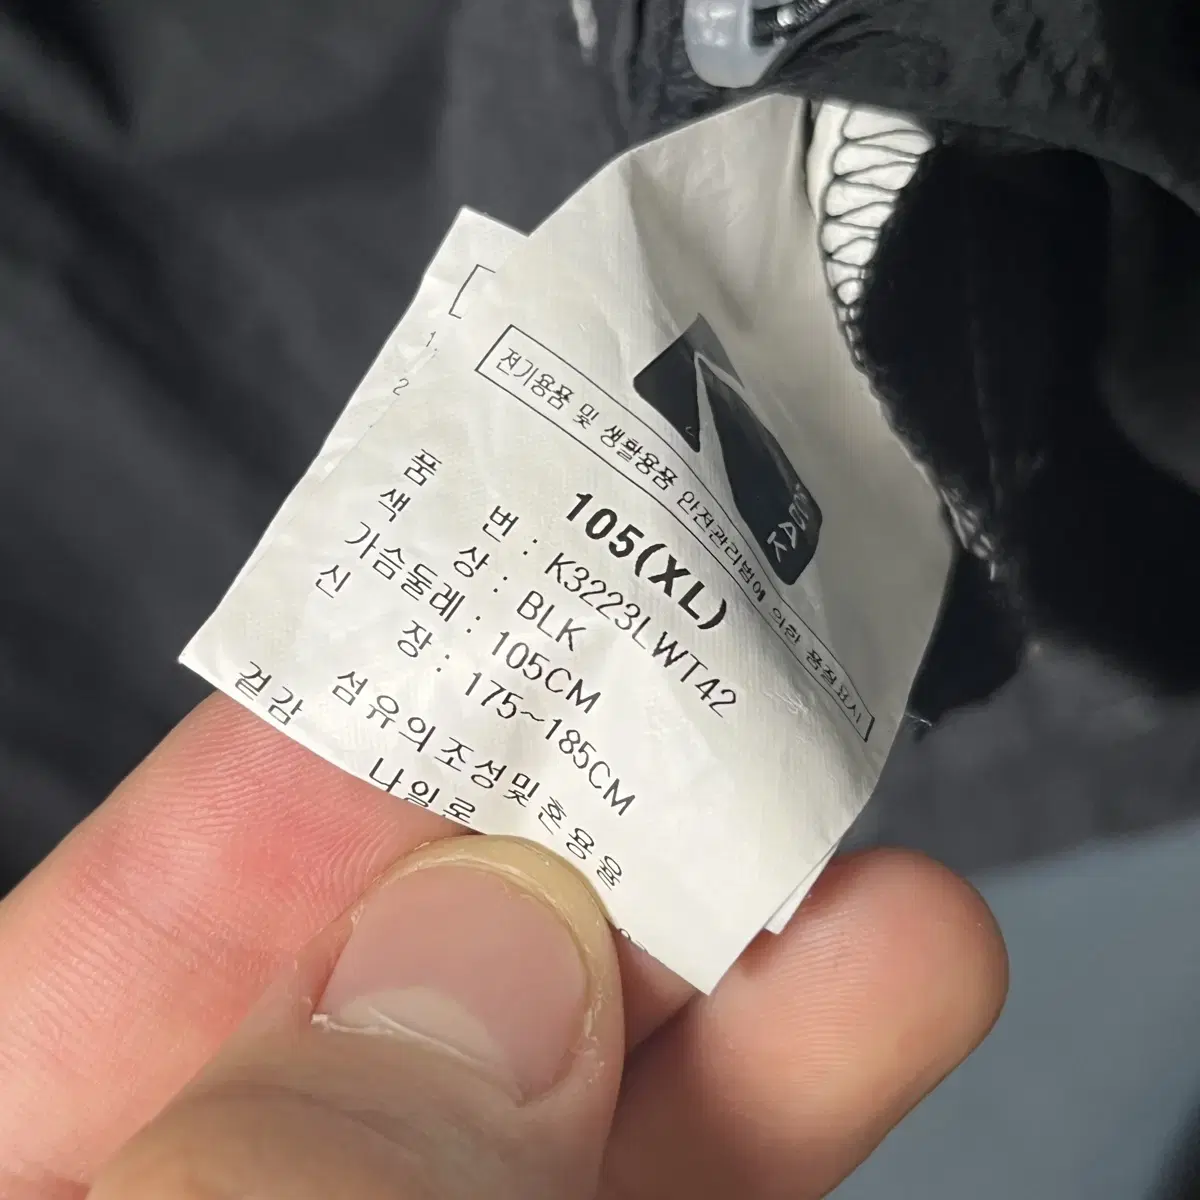 전기용품 및 생활용품 안전관리법에 의한 품질표시
105(XL)
품 번 : K3223LWT42
색 상 : BLK
가슴둘레 : 105CM
신 장 : 175~185CM
섬유의조성및혼용율
겉감 나일론
[
1.
2